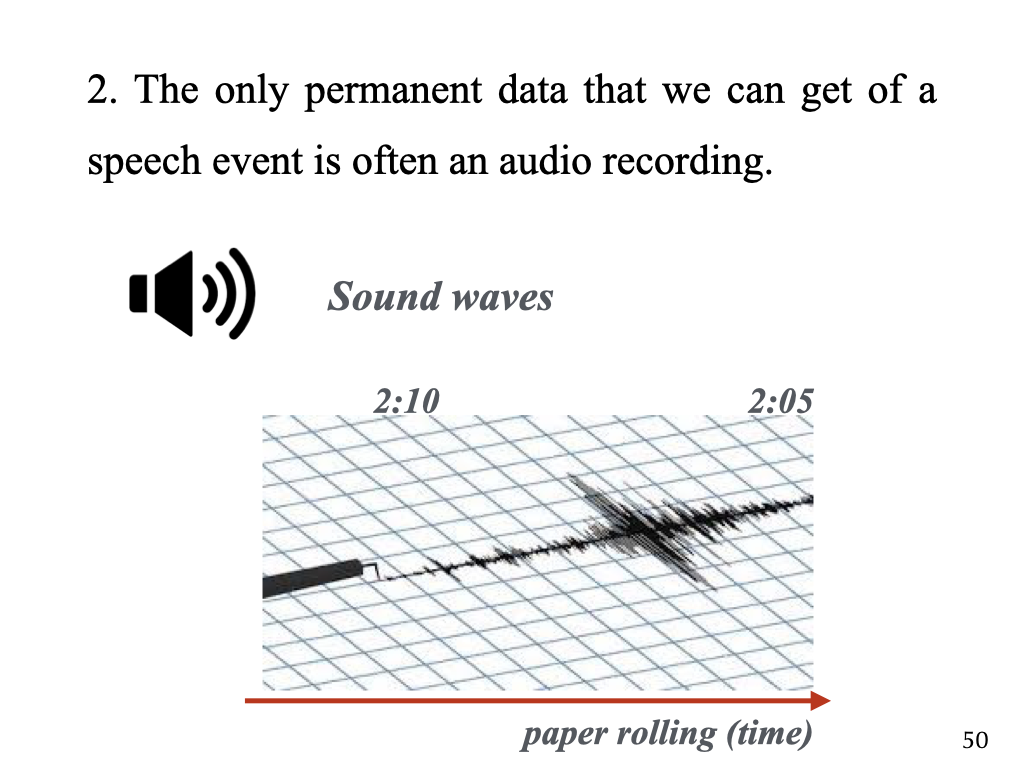 2. The only permanent data that we can get of a
speech event is often an audio recording.
Sound waves
2:10 2:05
paper rolling (time)
50